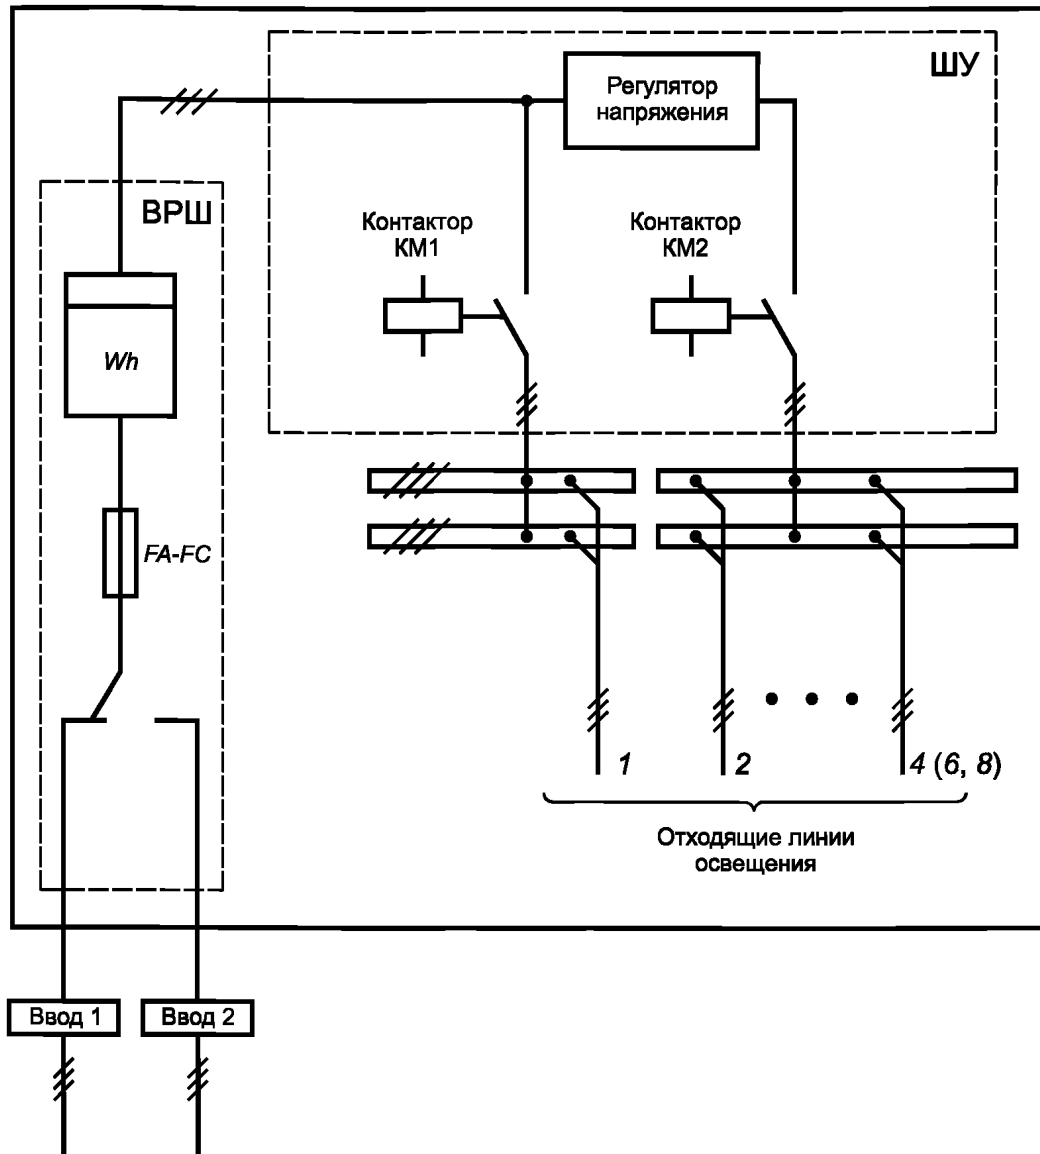 ШУ
Регулятор
напряжения
ВРШ
Контактор
КМ1
Контактор
КМ2
Wh
FA-FC
1
2
4 (6, 8)
Отходящие линии
освещения
Ввод 1
Ввод 2